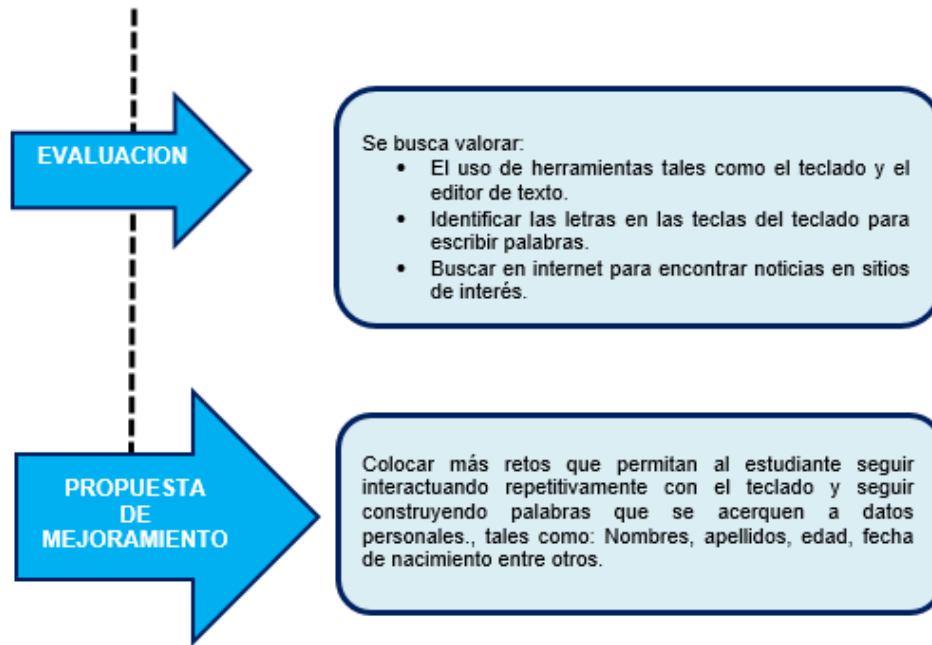 EVALUACION
Se busca valorar:
• El uso de herramientas tales como el teclado y el
editor de texto.
• Identificar las letras en las teclas del teclado para
escribir palabras.
• Buscar en internet para encontrar noticias en sitios
de interés.
PROPUESTA
DE
MEJORAMIENTO
Colocar más retos que permitan al estudiante seguir
interactuando repetitivamente con el teclado y seguir
construyendo palabras que se acerquen a datos
personales., tales como: Nombres, apellidos, edad, fecha
de nacimiento entre otros.